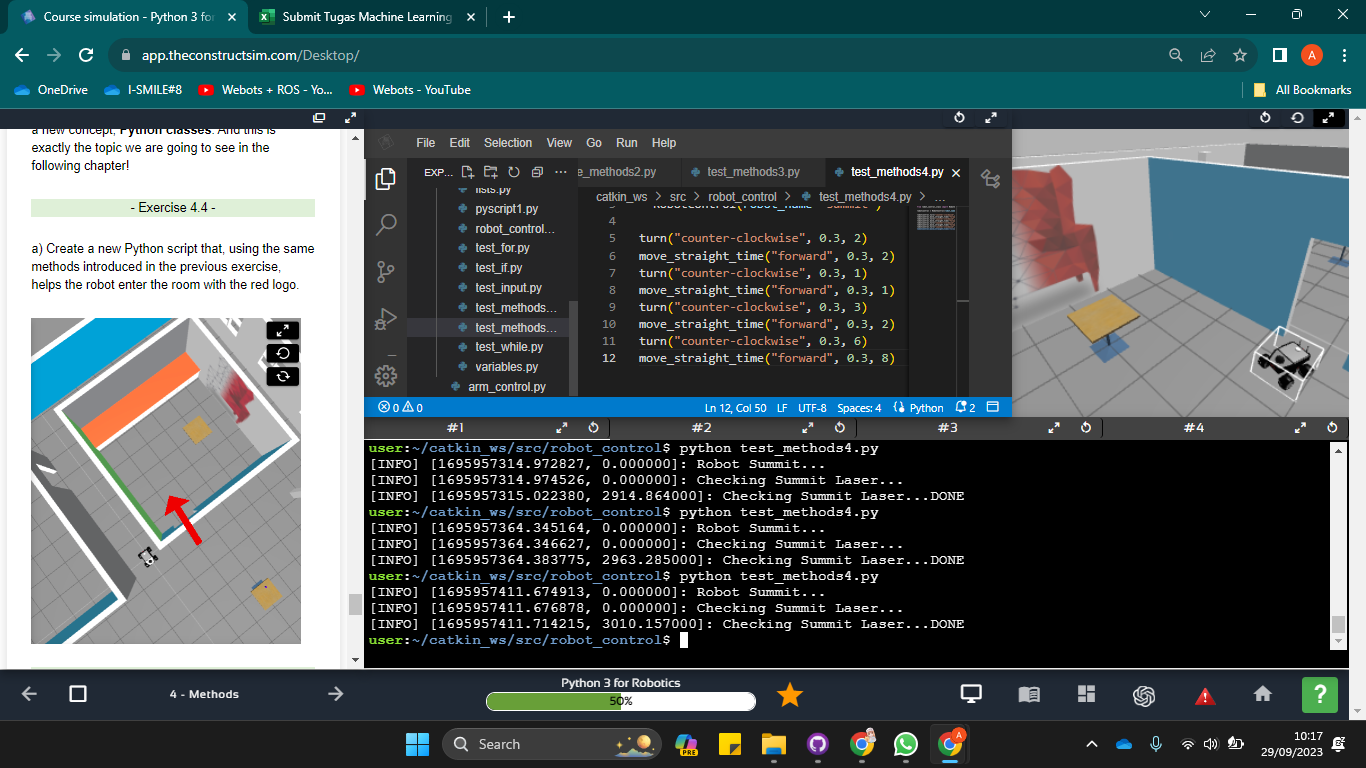 Course simulation - Python 3 for
Submit Tugas Machine Learning
app.theconstructsim.com/Desktop/
A
OneDrive
I-SMILE#8
Webots + ROS - Yo...
Webots - YouTube
All Bookmarks
a new concept, Python classes. And this is
exactly the topic we are going to see in the
following chapter!
- Exercise 4.4 -
a) Create a new Python script that, using the same
methods introduced in the previous exercise,
helps the robot enter the room with the red logo.
File Edit Selection View Go Run Help
EXP...
lists.py
pyscript1.py
robot_control...
test_for.py
test_if.py
test_input.py
test_methods...
test_methods...
test_while.py
variables.py
arm_control.py
e_methods2.py
test_methods3.py
test_methods4.py
catkin_ws > src > robot_control > test_methods4.py > ...
4
5 turn("counter-clockwise", 0.3, 2)
6 move_straight_time("forward", 0.3, 2)
7 turn("counter-clockwise", 0.3, 1)
8 move_straight_time("forward", 0.3, 1)
9 turn("counter-clockwise", 0.3, 3)
10 move_straight_time("forward", 0.3, 2)
11 turn("counter-clockwise", 0.3, 6)
12 move_straight_time("forward", 0.3, 8)
0 0 Ln 12, Col 50 LF UTF-8 Spaces: 4 Python 2
#1 #2 #3 #4
user:~/catkin_ws/src/robot_control$ python test_methods4.py
[INFO] [1695957314.972827, 0.000000]: Robot Summit...
[INFO] [1695957314.974526, 0.000000]: Checking Summit Laser...
[INFO] [1695957315.022380, 2914.864000]: Checking Summit Laser...DONE
user:~/catkin_ws/src/robot_control$ python test_methods4.py
[INFO] [1695957364.345164, 0.000000]: Robot Summit...
[INFO] [1695957364.346627, 0.000000]: Checking Summit Laser...
[INFO] [1695957364.383775, 2963.285000]: Checking Summit Laser...DONE
user:~/catkin_ws/src/robot_control$ python test_methods4.py
[INFO] [1695957411.674913, 0.000000]: Robot Summit...
[INFO] [1695957411.676878, 0.000000]: Checking Summit Laser...
[INFO] [1695957411.714215, 3010.157000]: Checking Summit Laser...DONE
user:~/catkin_ws/src/robot_control$
4 - Methods
Python 3 for Robotics
50%
?
Search
PRE
A
10:17
29/09/2023